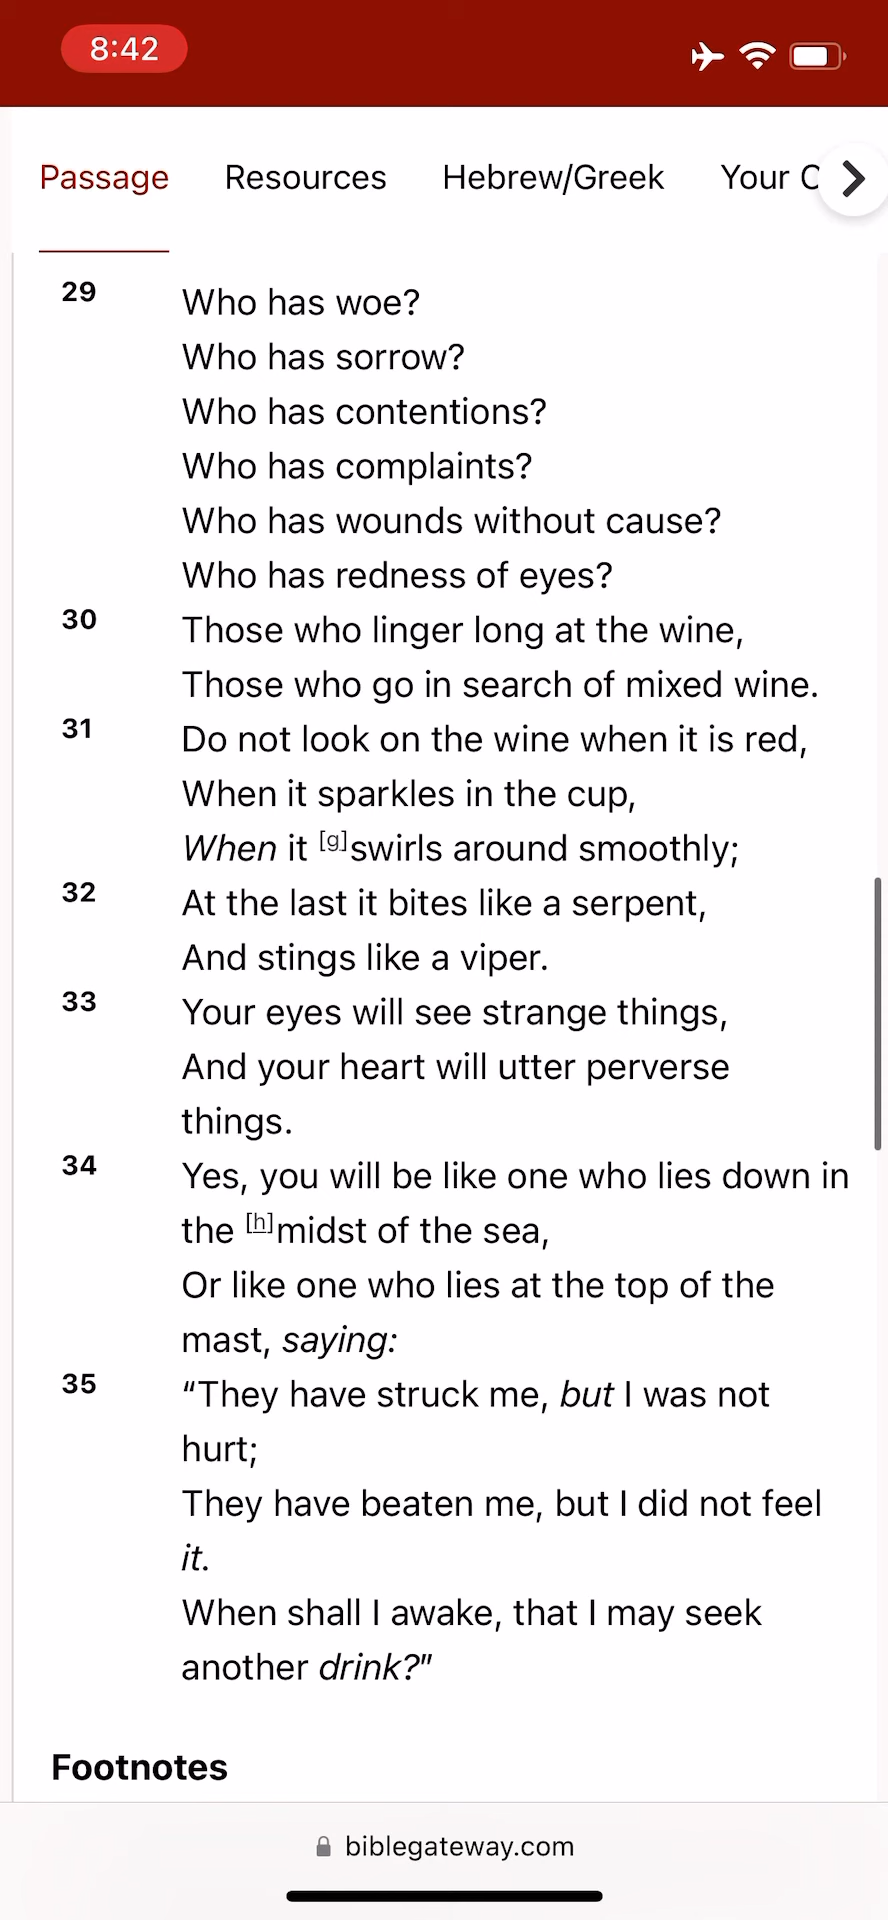 8:42
Passage Resources Hebrew/Greek Your
29 Who has woe?
Who has sorrow?
Who has contentions?
Who has complaints?
Who has wounds without cause?
Who has redness of eyes?
30 Those who linger long at the wine,
Those who go in search of mixed wine.
31 Do not look on the wine when it is red,
When it sparkles in the cup,
When it [g]swirls around smoothly;
32 At the last it bites like a serpent,
And stings like a viper.
33 Your eyes will see strange things,
And your heart will utter perverse
things.
34 Yes, you will be like one who lies down in
the [h]midst of the sea,
Or like one who lies at the top of the
mast, saying:
35 “They have struck me, but I was not
hurt;
They have beaten me, but I did not feel
it.
When shall I awake, that I may seek
another drink?”
Footnotes
biblegateway.com